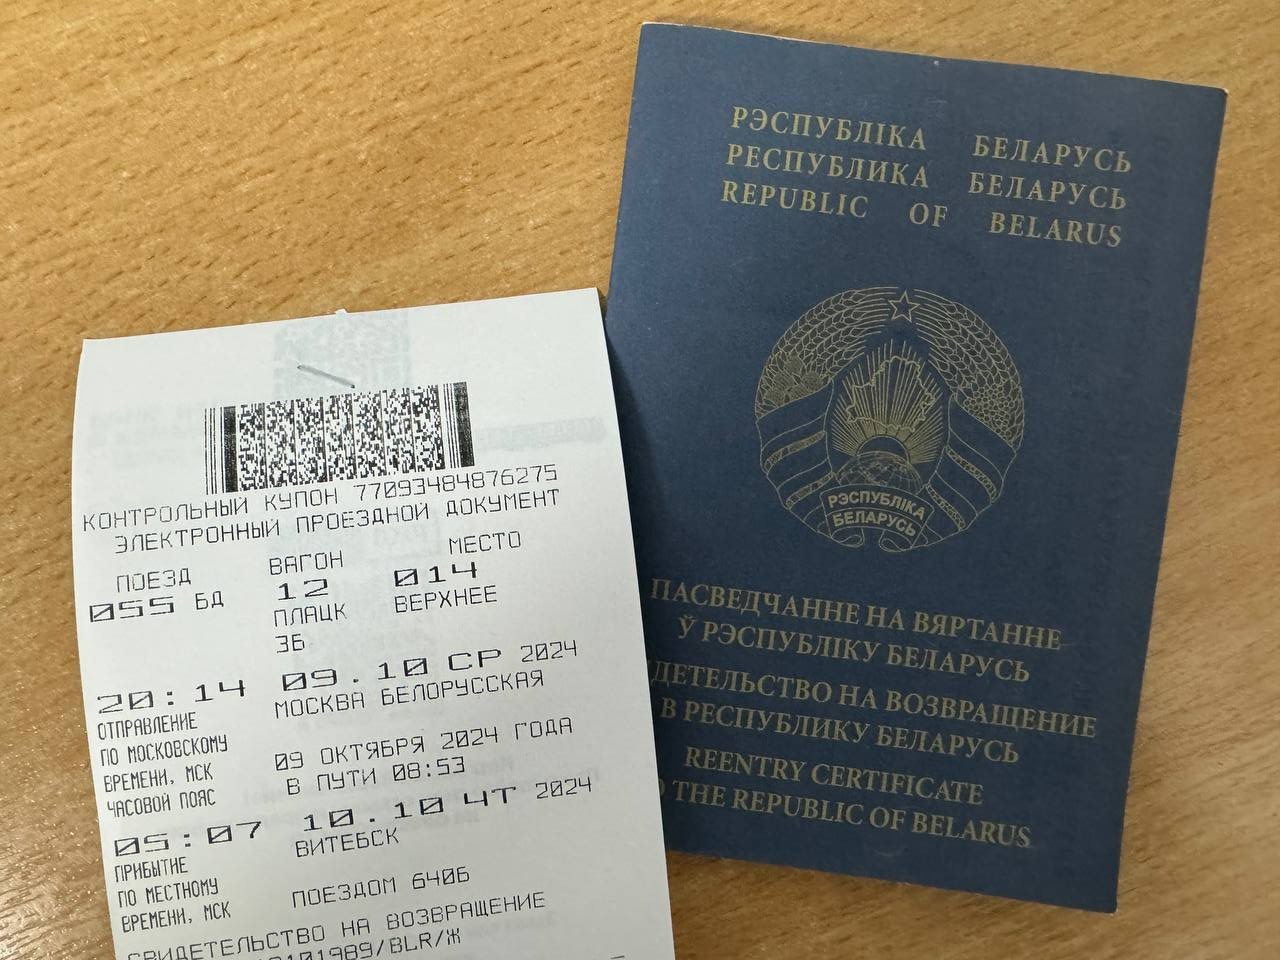 РЭСПУБЛІКА БЕЛАРУСЬ
РЕСПУБЛИКА БЕЛАРУСЬ
REPUBLIC OF BELARUS
РЭСПУБЛІКА
БЕЛАРУСЬ
ПАСВЕДЧАННЕ НА ВЯРТАННЕ
Ў РЭСПУБЛІКУ БЕЛАРУСЬ
ДЕТЕЛЬСТВО НА ВОЗВРАЩЕНИЕ
В РЕСПУБЛИКУ БЕЛАРУСЬ
REENTRY CERTIFICATE
THE REPUBLIC OF BELARUS
КОНТРОЛЬНЫЙ КУПОН 77093484876275
ЭЛЕКТРОННЫЙ ПРОЕЗДНОЙ ДОКУМЕНТ
ПОЕЗД ВАГОН МЕСТО
055 БД 12 014
ПЛАЦК ВЕРХНЕЕ
3Б
20:14 09.10 СР 2024
ОТПРАВЛЕНИЕ МОСКВА БЕЛОРУССКАЯ
ПО МОСКОВСКОМУ
ВРЕМЕНИ, МСК 09 ОКТЯБРЯ 2024 ГОДА
ЧАСОВОЙ ПОЯС В ПУТИ 08:53
05:07 10.10 ЧТ 2024
ПРИБЫТИЕ ВИТЕБСК
ПО МЕСТНОМУ
ВРЕМЕНИ, МСК ПОЕЗДОМ 640Б
СВИДЕТЕЛЬСТВО НА ВОЗВРАЩЕНИЕ
101989/BLR/Ж